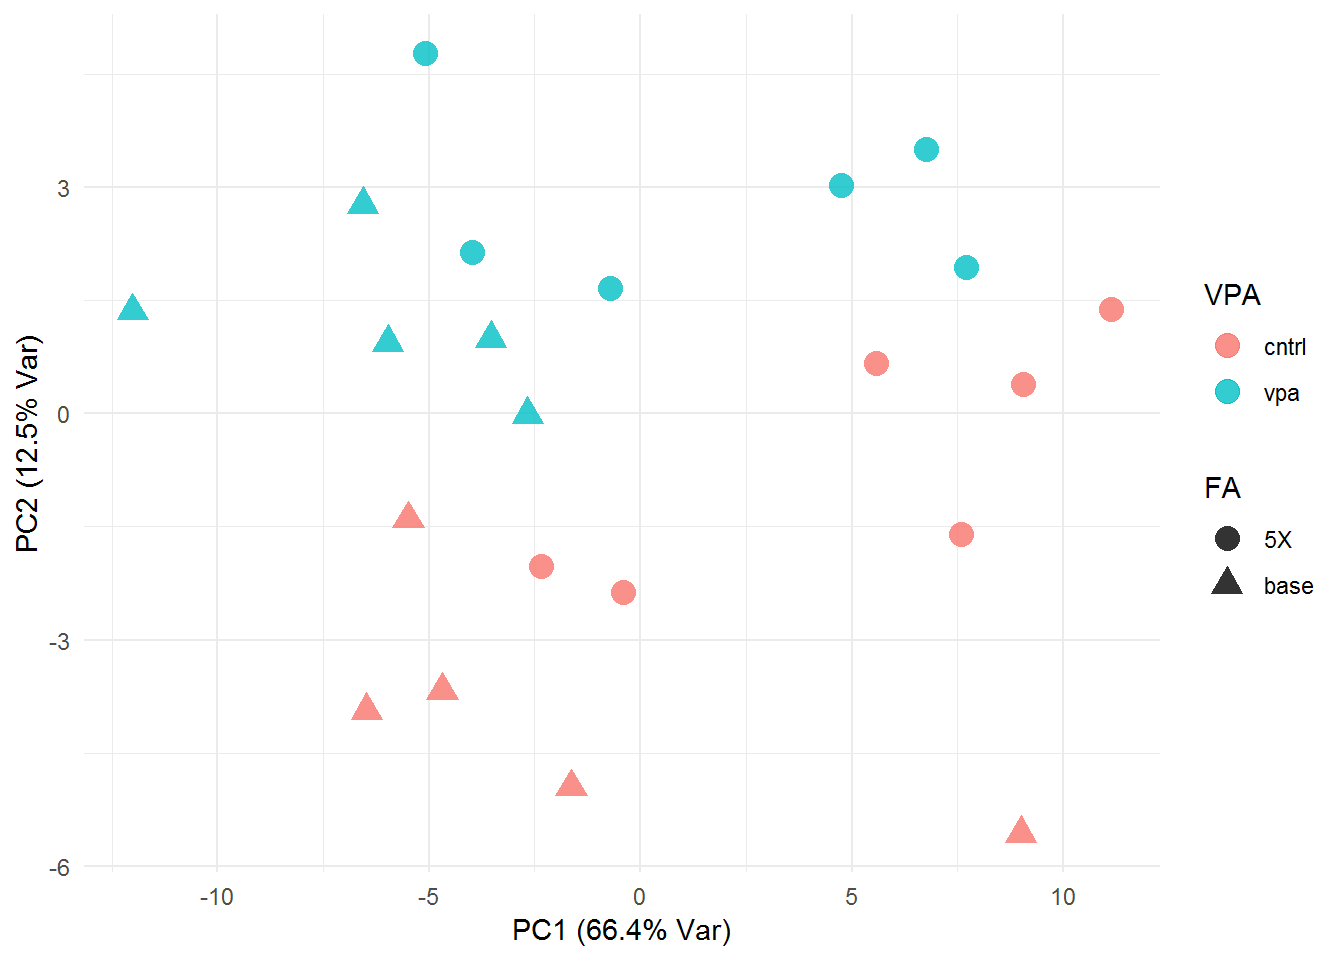 3
0
-3
-6
-10
-5
0
5
10
PC1 (66.4% Var)
PC2 (12.5% Var)
VPA
cntrl
vpa
FA
5X
base